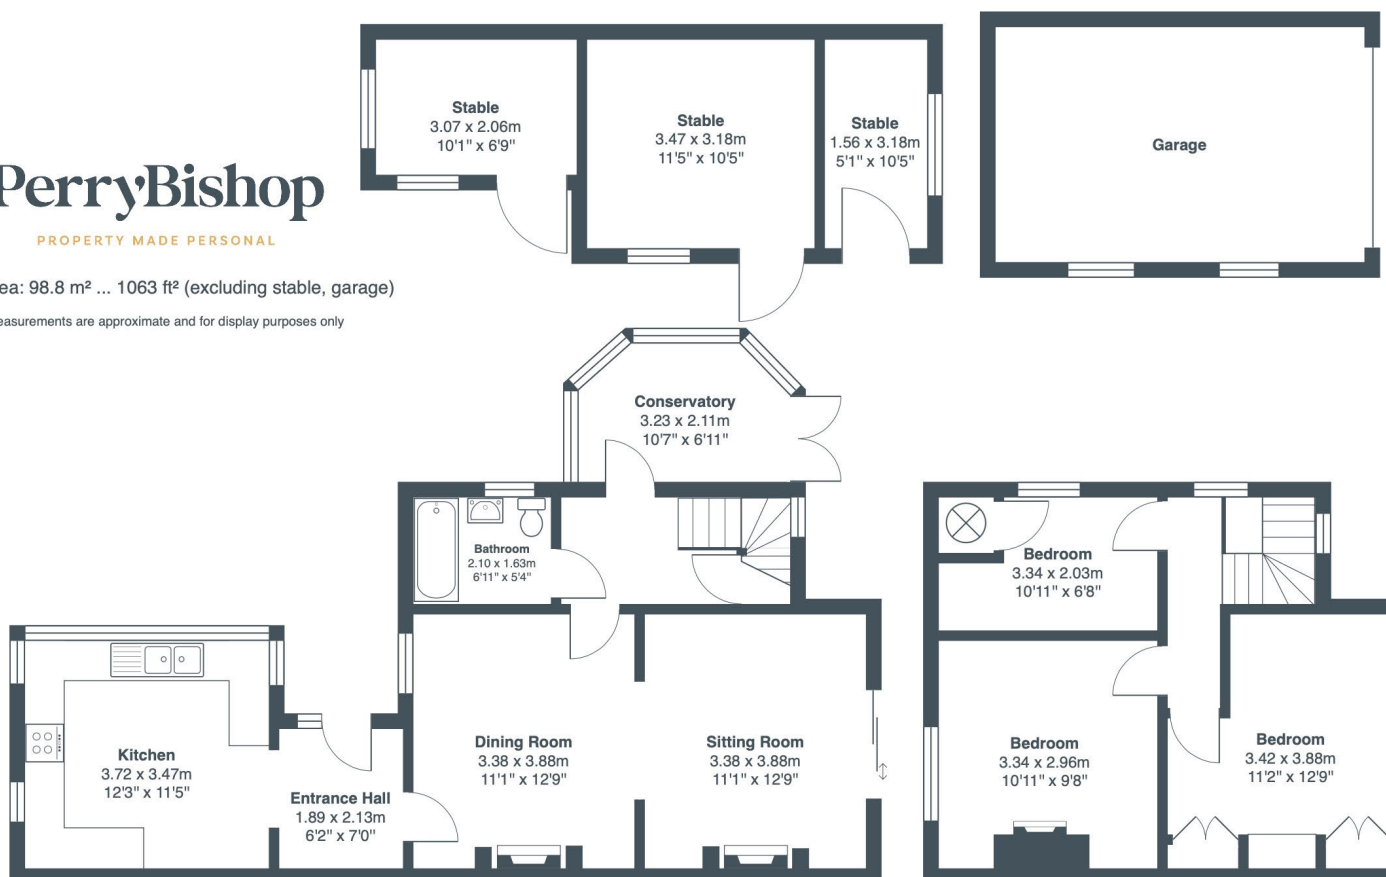 PerryBishop
PROPERTY MADE PERSONAL
ea: 98.8 m² ... 1063 ft² (excluding stable, garage)
easurements are approximate and for display purposes only
Stable
3.07 x 2.06m
10'1" x 6'9"
Stable
3.47 x 3.18m
11'5" x 10'5"
Stable
1.56 x 3.18m
5'1" x 10'5"
Garage
Conservatory
3.23 x 2.11m
10'7" x 6'11"
Bathroom
2.10 x 1.63m
6'11" x 5'4"
Kitchen
3.72 x 3.47m
12'3" x 11'5"
Entrance Hall
1.89 x 2.13m
6'2" x 7'0"
Dining Room
3.38 x 3.88m
11'1" x 12'9"
Sitting Room
3.38 x 3.88m
11'1" x 12'9"
Bedroom
3.34 x 2.03m
10'11" x 6'8"
Bedroom
3.34 x 2.96m
10'11" x 9'8"
Bedroom
3.42 x 3.88m
11'2" x 12'9"